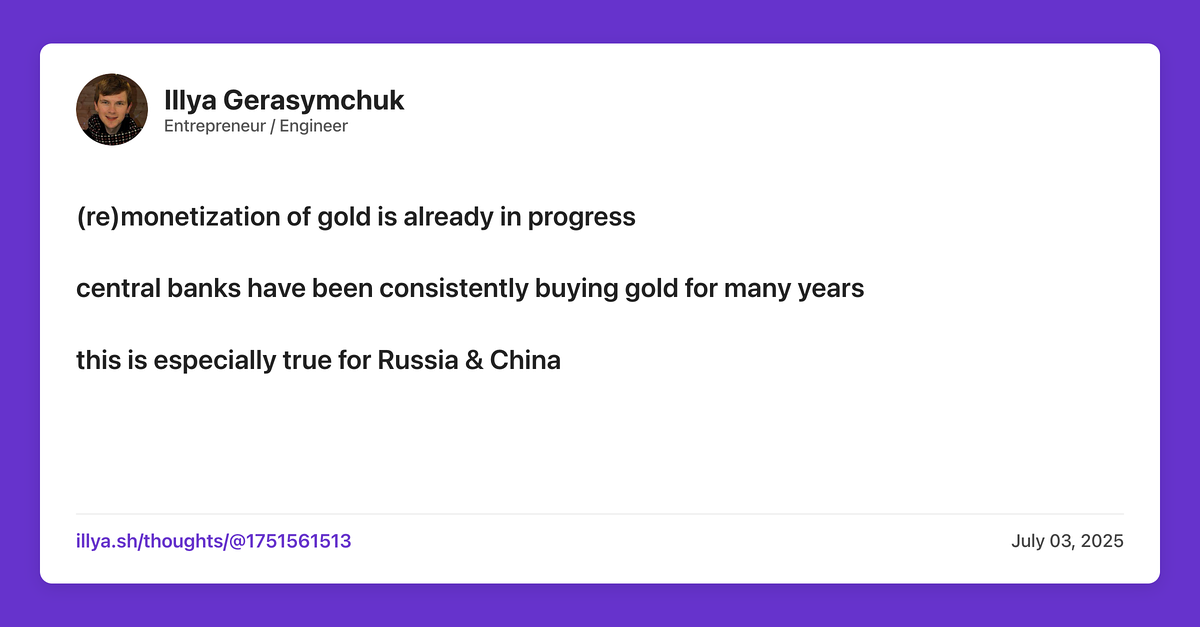 Illya Gerasymchuk
Entrepreneur / Engineer
(re)monetization of gold is already in progress
central banks have been consistently buying gold for many years
this is especially true for Russia & China
illya.sh/thoughts/@1751561513
July 03, 2025